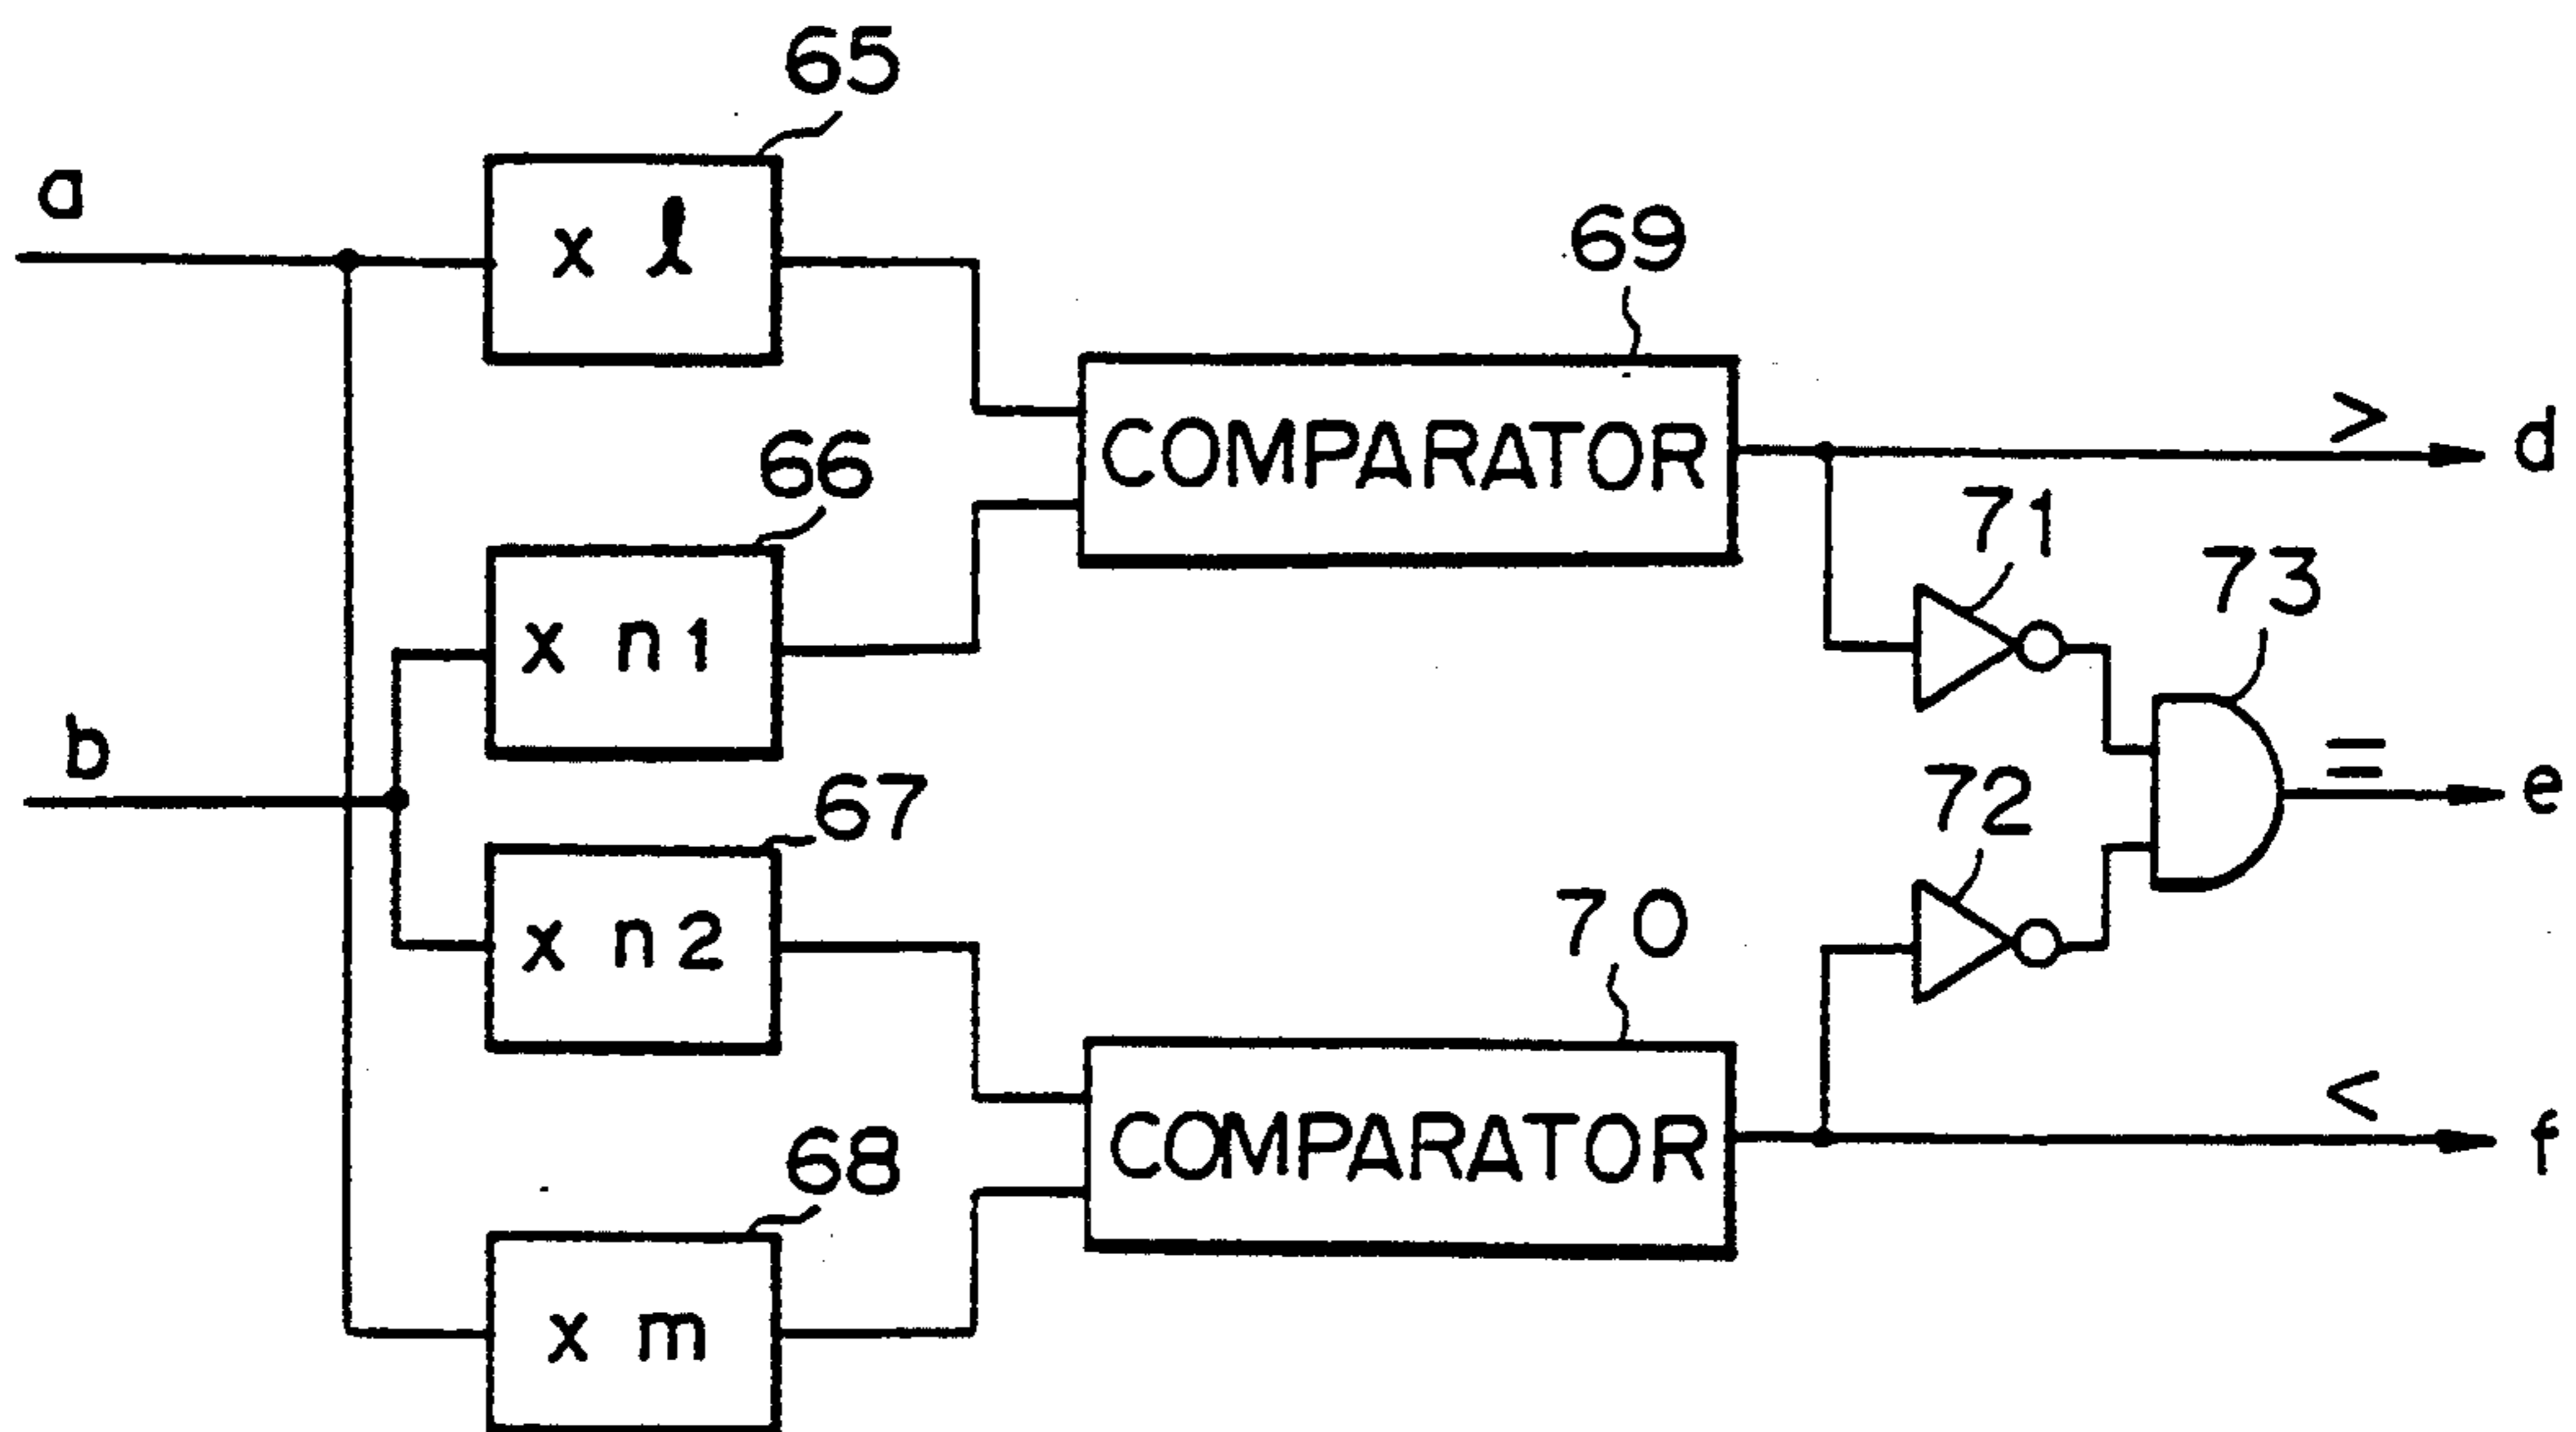 65
a
x ℓ
69
COMPARATOR
> d
66
x n1
71
73
b
= e
67
x n2
72
70
COMPARATOR
< f
68
x m